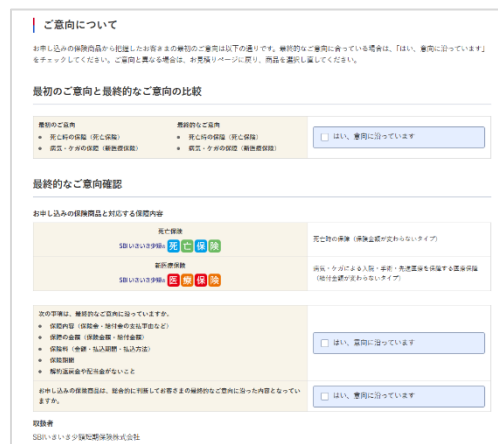 ご意向について
お申し込みの保険商品から把握したお客さまの最初のご意向は以下の通りです。最終的なご意向に合っている場合は、「はい、意向に沿っています」
をチェックしてください。ご意向と異なる場合は、お見積りページに戻り、商品を選択し直してください。
最初のご意向と最終的なご意向の比較
最初のご意向
死亡時の保障（死亡保険）
病気・ケガの保障（新医療保険）
最終的なご意向
死亡時の保障（死亡保険）
病気・ケガの保障（新医療保険）
はい、意向に沿っています
最終的なご意向確認
お申し込みの保険商品と対応する保障内容
死亡保険
SBIいきいき少短の 死亡保険
死亡時の保障（保険金額が変わらないタイプ）
新医療保険
SBIいきいき少短の 医療保険
病気・ケガによる入院・手術・先進医療を保障する医療保険
（給付金額が変わらないタイプ）
次の事項は、最終的なご意向に沿っていますか。
保障内容（保険金・給付金の支払事由など）
保障の金額（保険金額・給付金額）
保険料（金額・払込期間・払込方法）
保険期間
解約返戻金や配当金がないこと
はい、意向に沿っています
お申し込みの保険商品は、総合的に判断してお客さまの最終的なご意向に沿った内容となってい
ますか。
はい、意向に沿っています
取扱者
SBIいきいき少額短期保険株式会社